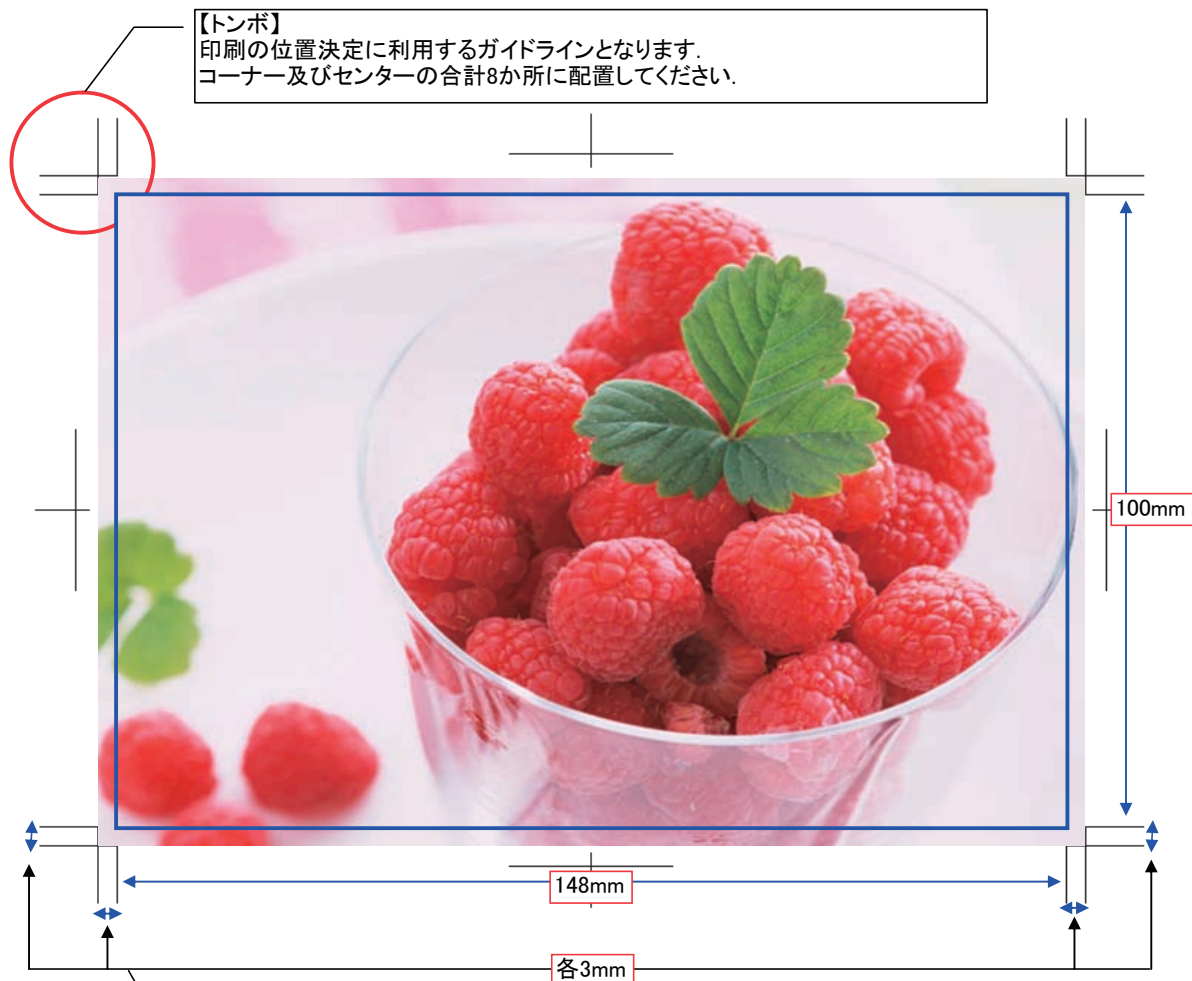 【トンボ】
印刷の位置決定に利用するガイドラインとなります.
コーナー及びセンターの合計8か所に配置してください.
100mm
148mm
各3mm